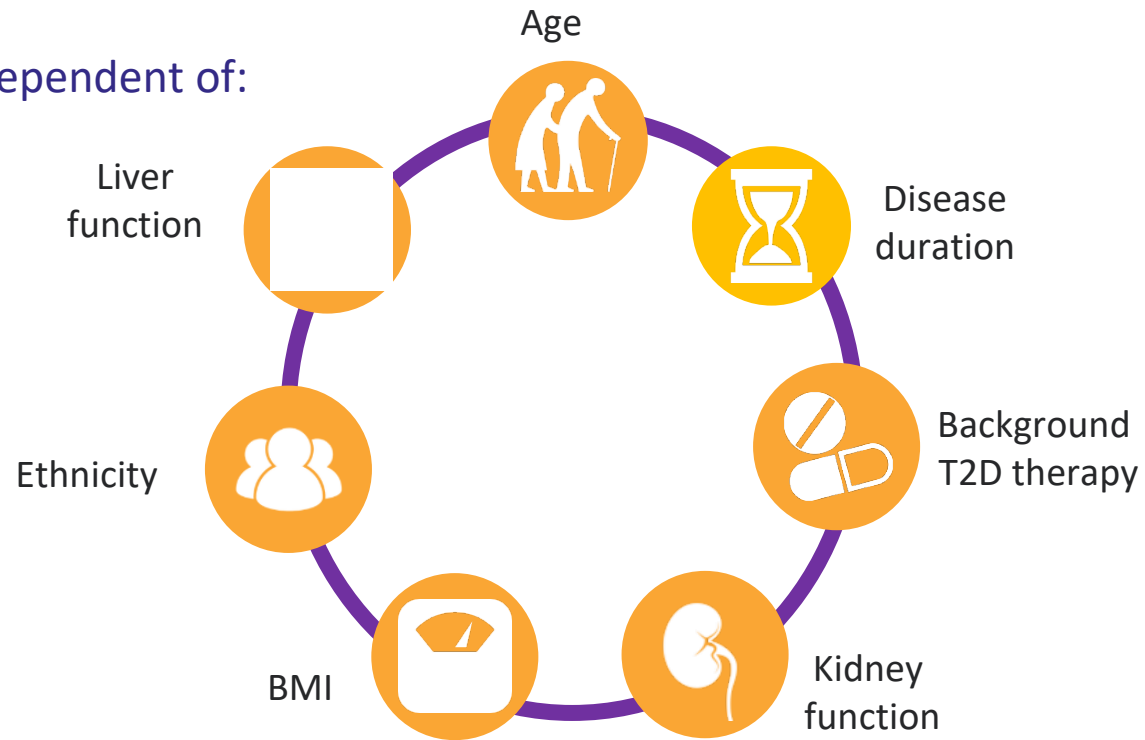 ependent of:
Age
Disease
duration
Background
T2D therapy
Kidney
function
BMI
Ethnicity
Liver
function